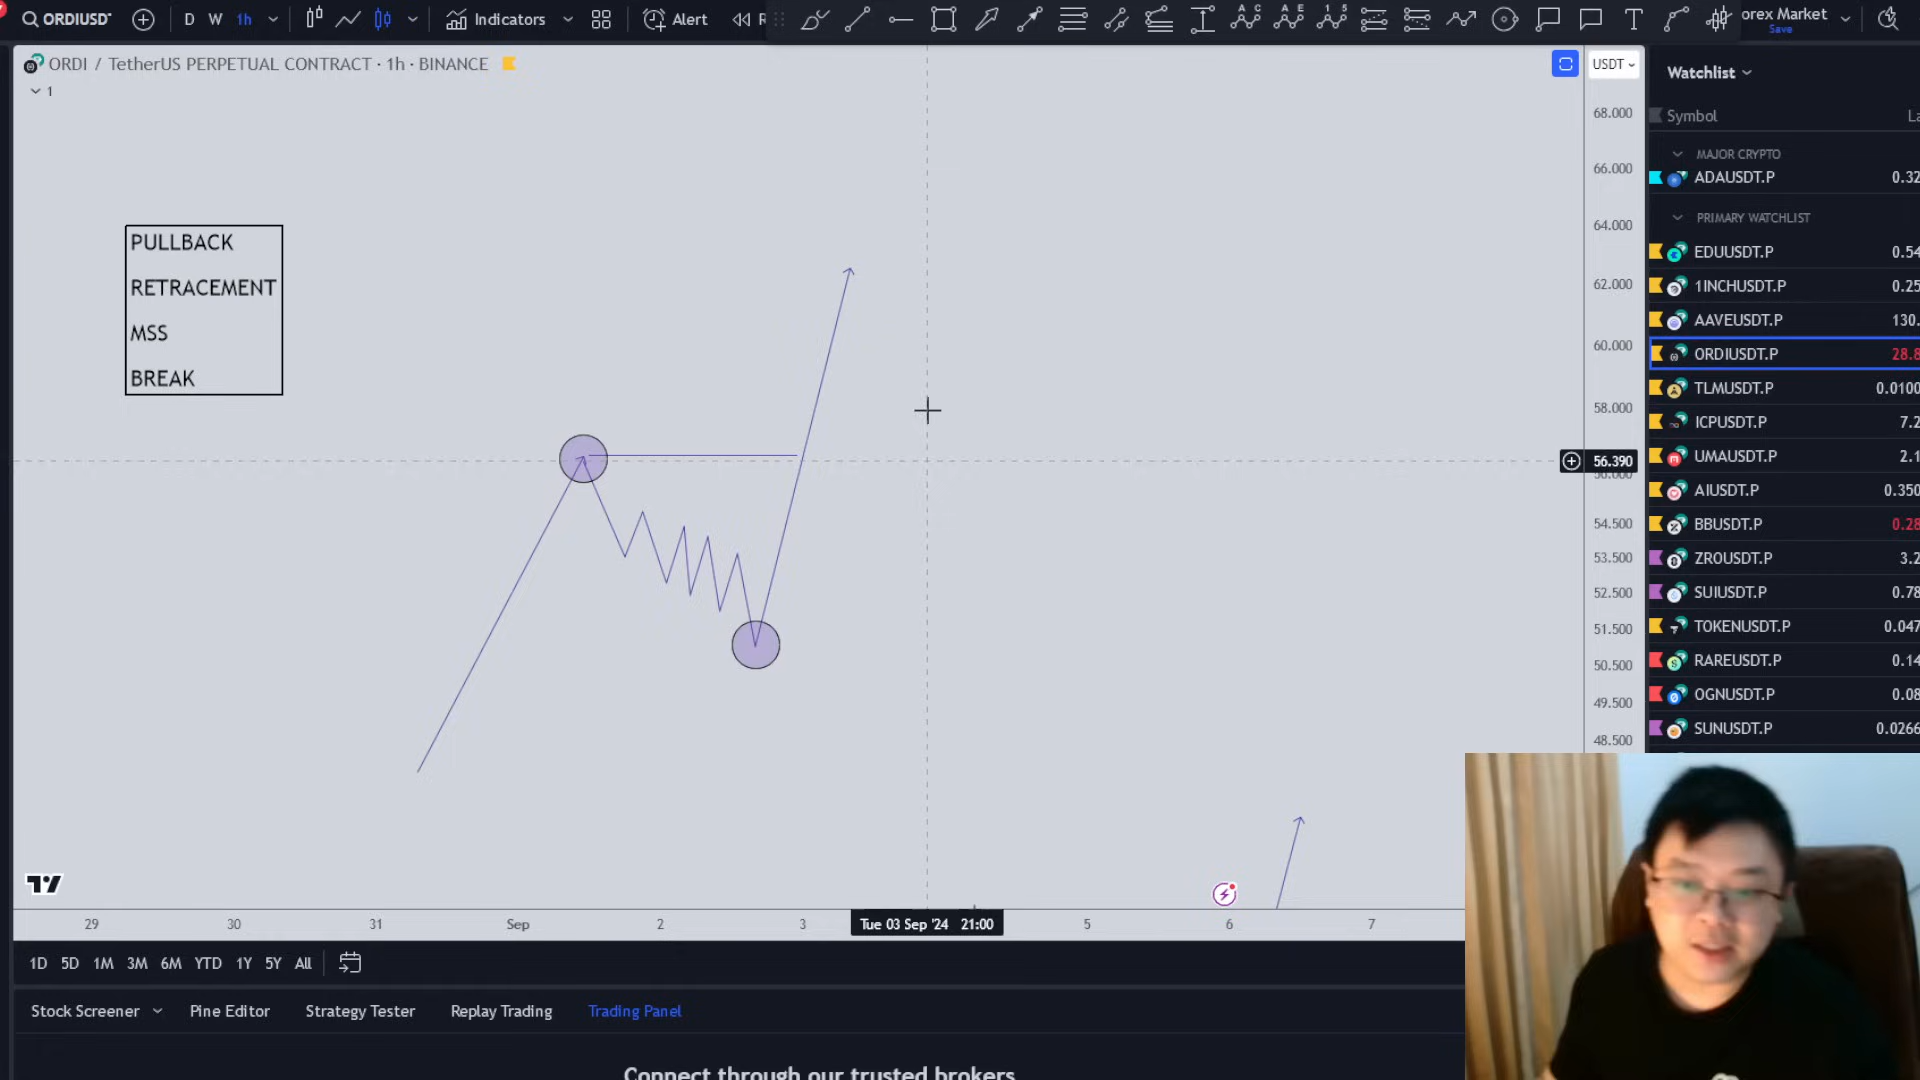 ORDIUSDT
D W 1h Indicators Alert
orex Market
Save
ORDI / TetherUS PERPETUAL CONTRACT · 1h · BINANCE
1
USDT
PULLBACK
RETRACEMENT
MSS
BREAK
68.000
66.000
64.000
62.000
60.000
58.000
56.390
54.500
53.500
52.500
51.500
50.500
49.500
48.500
Watchlist
Symbol
MAJOR CRYPTO
ADAUSDT.P 0.32
PRIMARY WATCHLIST
EDUUSDT.P 0.54
1INCHUSDT.P 0.25
AAVEUSDT.P 130.
ORDIUSDT.P 28.8
TLMUSDT.P 0.0100
ICPUSDT.P 7.2
UMAUSDT.P 2.1
AIUSDT.P 0.350
BBUSDT.P 0.28
ZROUSDT.P 3.2
SUIUSDT.P 0.78
TOKENUSDT.P 0.047
RAREUSDT.P 0.14
OGNUSDT.P 0.08
SUNUSDT.P 0.0266
29 30 31 Sep 2 3 Tue 03 Sep '24 21:00 5 6 7
1D 5D 1M 3M 6M YTD 1Y 5Y All
Stock Screener Pine Editor Strategy Tester Replay Trading Trading Panel
Connect through our trusted brokers